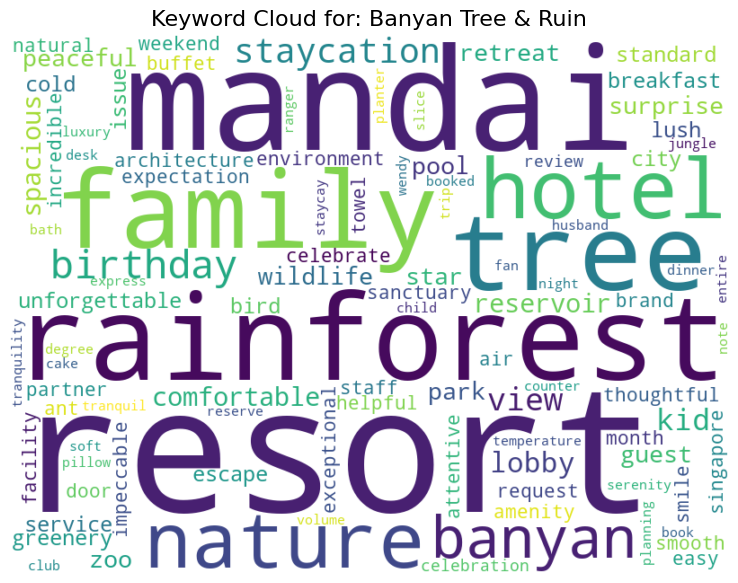 Keyword Cloud for: Banyan Tree & Ruin
natural
weekend
staycation
retreat
standard
peaceful
buffet
mandai
cold
issue
planter
ranger
slice
breakfast
surprise
spacious
incredible
luxury
lush
jungle
desk
architecture
environment
pool
review
city
expectation
family
staycay
towel
wendy
booked
trip
hotel
bath
tree
husband
birthday
celebrate
fan
night
dinner
entire
express
wildlife
star
unforgettable
bird
sanctuary
child
reservoir
brand
tranquility
rainforest
note
degree
cake
air
partner
comfortable
staff
park
counter
thoughtful
ant
tranquil
reserve
helpful
view
kid
facility
resort
month
soft
impeccable
exceptional
attentive
temperature
guest
pillow
escape
lobby
serenity
smile
singapore
door
request
amenity
service
nature
volume
banyan
planning
book
smooth
greenery
club
zoo
celebration
easy